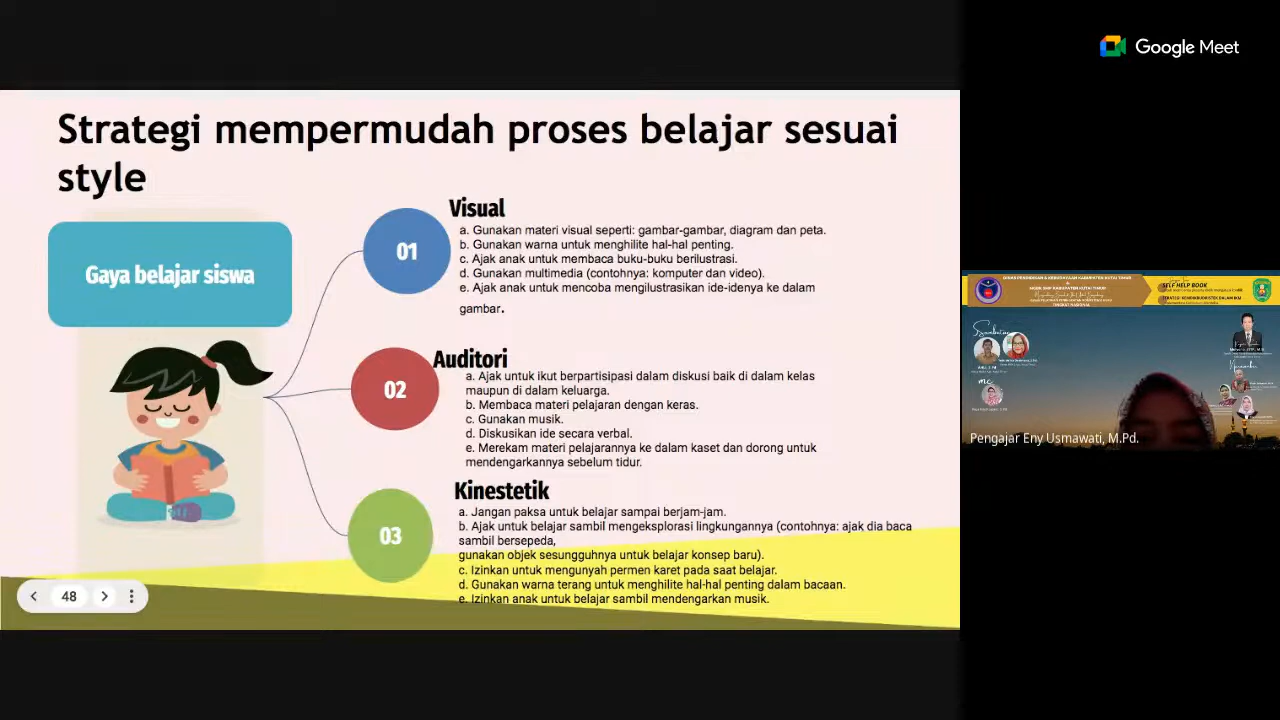 Google Meet
Strategi mempermudah proses belajar sesuai
style
Gaya belajar siswa
01
Visual
a. Gunakan materi visual seperti: gambar-gambar, diagram dan peta.
b. Gunakan warna untuk menghilite hal-hal penting.
c. Ajak anak untuk membaca buku-buku berilustrasi.
d. Gunakan multimedia (contohnya: komputer dan video).
e. Ajak anak untuk mencoba mengilustrasikan ide-idenya ke dalam
gambar.
02
Auditori
a. Ajak untuk ikut berpartisipasi dalam diskusi baik di dalam kelas
maupun di dalam keluarga.
b. Membaca materi pelajaran dengan keras.
c. Gunakan musik.
d. Diskusikan ide secara verbal.
e. Merekam materi pelajarannya ke dalam kaset dan dorong untuk
mendengarkannya sebelum tidur.
03
Kinestetik
a. Jangan paksa untuk belajar sampai berjam-jam.
b. Ajak untuk belajar sambil mengeksplorasi lingkungannya (contohnya: ajak dia baca
sambil bersepeda,
gunakan objek sesungguhnya untuk belajar konsep baru).
c. Izinkan untuk mengunyah permen karet pada saat belajar.
d. Gunakan warna terang untuk menghilite hal-hal penting dalam bacaan.
e. Izinkan anak untuk belajar sambil mendengarkan musik.
48
SELF HELP BOOK
Sambutan
MC
Pengajar Eny Usmawati, M.Pd.